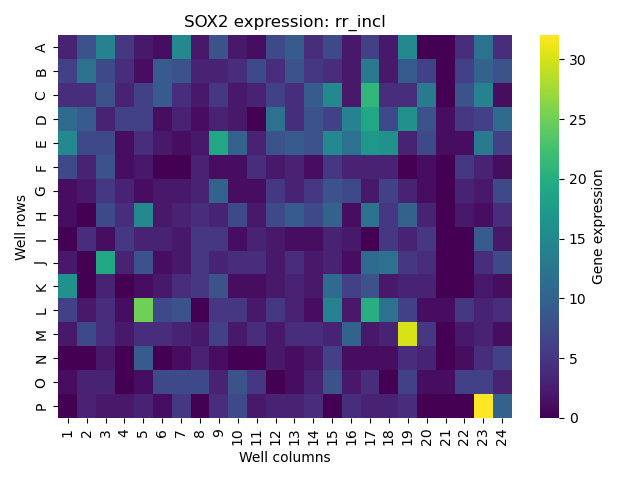 SOX2 expression: rr_incl
Well rows
A
B
C
D
E
F
G
H
I
J
K
L
M
N
O
P
1 2 3 4 5 6 7 8 9 10 11 12 13 14 15 16 17 18 19 20 21 22 23 24
Well columns
30
25
20
15
10
5
0
Gene expression